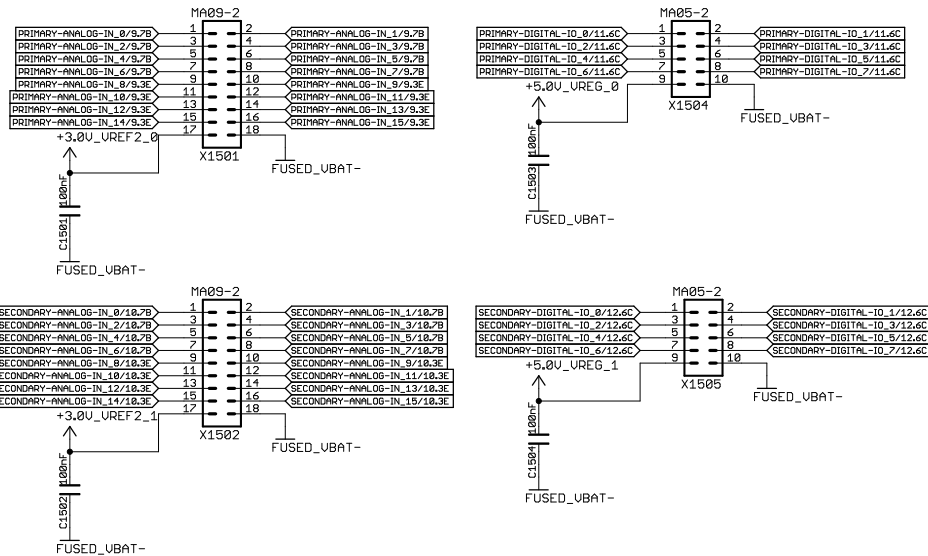 MA09-2
PRIMARY-ANALOG-IN_0/9.7B 1 2 PRIMARY-ANALOG-IN_1/9.7B
PRIMARY-ANALOG-IN_2/9.7B 3 4 PRIMARY-ANALOG-IN_3/9.7B
PRIMARY-ANALOG-IN_4/9.7B 5 6 PRIMARY-ANALOG-IN_5/9.7B
PRIMARY-ANALOG-IN_6/9.7B 7 8 PRIMARY-ANALOG-IN_7/9.7B
PRIMARY-ANALOG-IN_8/9.3E 9 10 PRIMARY-ANALOG-IN_9/9.3E
PRIMARY-ANALOG-IN_10/9.3E 11 12 PRIMARY-ANALOG-IN_11/9.3E
PRIMARY-ANALOG-IN_12/9.3E 13 14 PRIMARY-ANALOG-IN_13/9.3E
PRIMARY-ANALOG-IN_14/9.3E 15 16 PRIMARY-ANALOG-IN_15/9.3E
+3.0V_VREF2_0 17 18
X1501
FUSED_VBAT-
100nF
C1501
FUSED_VBAT-
MA05-2
PRIMARY-DIGITAL-IO_0/11.6C 1 2 PRIMARY-DIGITAL-IO_1/11.6C
PRIMARY-DIGITAL-IO_2/11.6C 3 4 PRIMARY-DIGITAL-IO_3/11.6C
PRIMARY-DIGITAL-IO_4/11.6C 5 6 PRIMARY-DIGITAL-IO_5/11.6C
PRIMARY-DIGITAL-IO_6/11.6C 7 8 PRIMARY-DIGITAL-IO_7/11.6C
+5.0V_VREG_0 9 10
X1504
FUSED_VBAT-
100nF
C1503
FUSED_VBAT-
MA09-2
SECONDARY-ANALOG-IN_0/10.7B 1 2 SECONDARY-ANALOG-IN_1/10.7B
SECONDARY-ANALOG-IN_2/10.7B 3 4 SECONDARY-ANALOG-IN_3/10.7B
SECONDARY-ANALOG-IN_4/10.7B 5 6 SECONDARY-ANALOG-IN_5/10.7B
SECONDARY-ANALOG-IN_6/10.7B 7 8 SECONDARY-ANALOG-IN_7/10.7B
SECONDARY-ANALOG-IN_8/10.3E 9 10 SECONDARY-ANALOG-IN_9/10.3E
SECONDARY-ANALOG-IN_10/10.3E 11 12 SECONDARY-ANALOG-IN_11/10.3E
SECONDARY-ANALOG-IN_12/10.3E 13 14 SECONDARY-ANALOG-IN_13/10.3E
SECONDARY-ANALOG-IN_14/10.3E 15 16 SECONDARY-ANALOG-IN_15/10.3E
+3.0V_VREF2_1 17 18
X1502
FUSED_VBAT-
100nF
C1502
FUSED_VBAT-
MA05-2
SECONDARY-DIGITAL-IO_0/12.6C 1 2 SECONDARY-DIGITAL-IO_1/12.6C
SECONDARY-DIGITAL-IO_2/12.6C 3 4 SECONDARY-DIGITAL-IO_3/12.6C
SECONDARY-DIGITAL-IO_4/12.6C 5 6 SECONDARY-DIGITAL-IO_5/12.6C
SECONDARY-DIGITAL-IO_6/12.6C 7 8 SECONDARY-DIGITAL-IO_7/12.6C
+5.0V_VREG_1 9 10
X1505
FUSED_VBAT-
100nF
C1504
FUSED_VBAT-